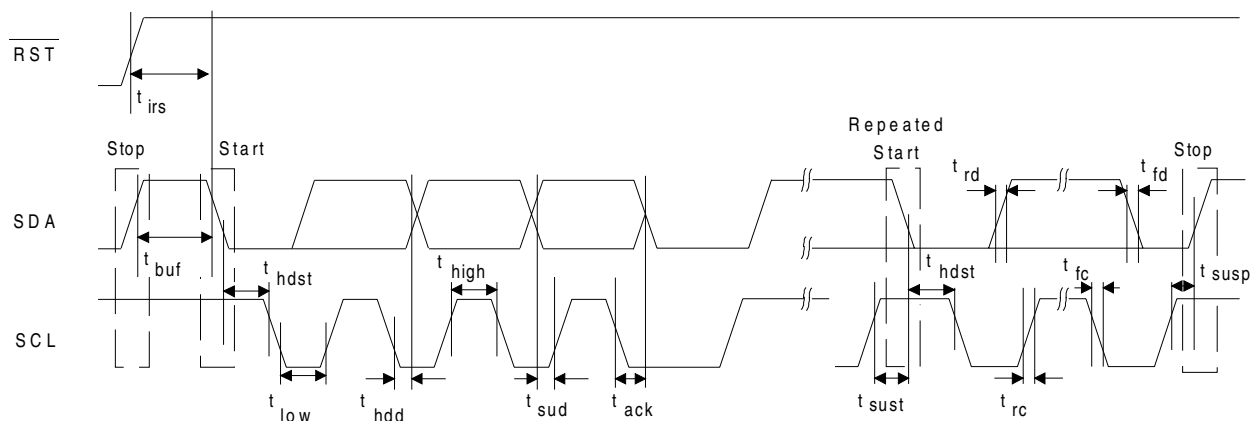 RST
t irs
Repeated
Stop Start Start Stop
t rd t fd
SDA
t buf t hdst t high t hdst t fc t susp
SCL
t low t hdd t sud t ack t sust t rc